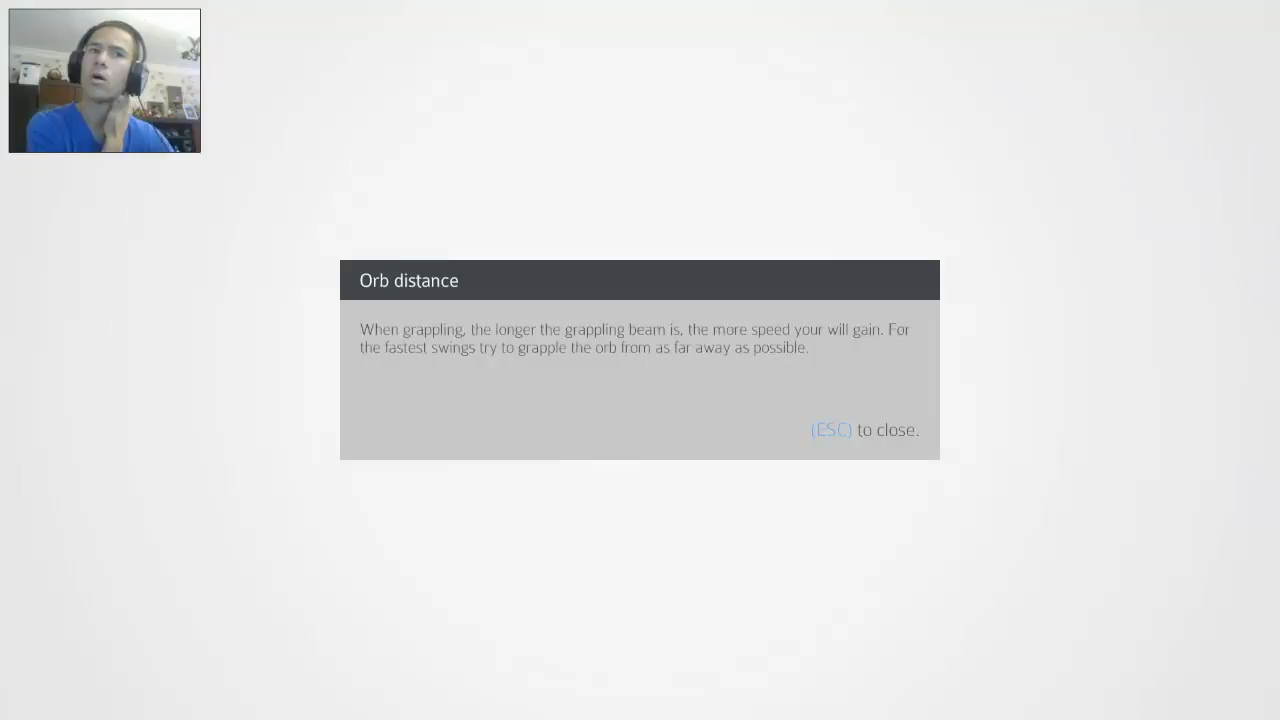 Orb distance
When grappling, the longer the grappling beam is, the more speed your will gain. For
the fastest swings try to grapple the orb from as far away as possible.
(ESC) to close.